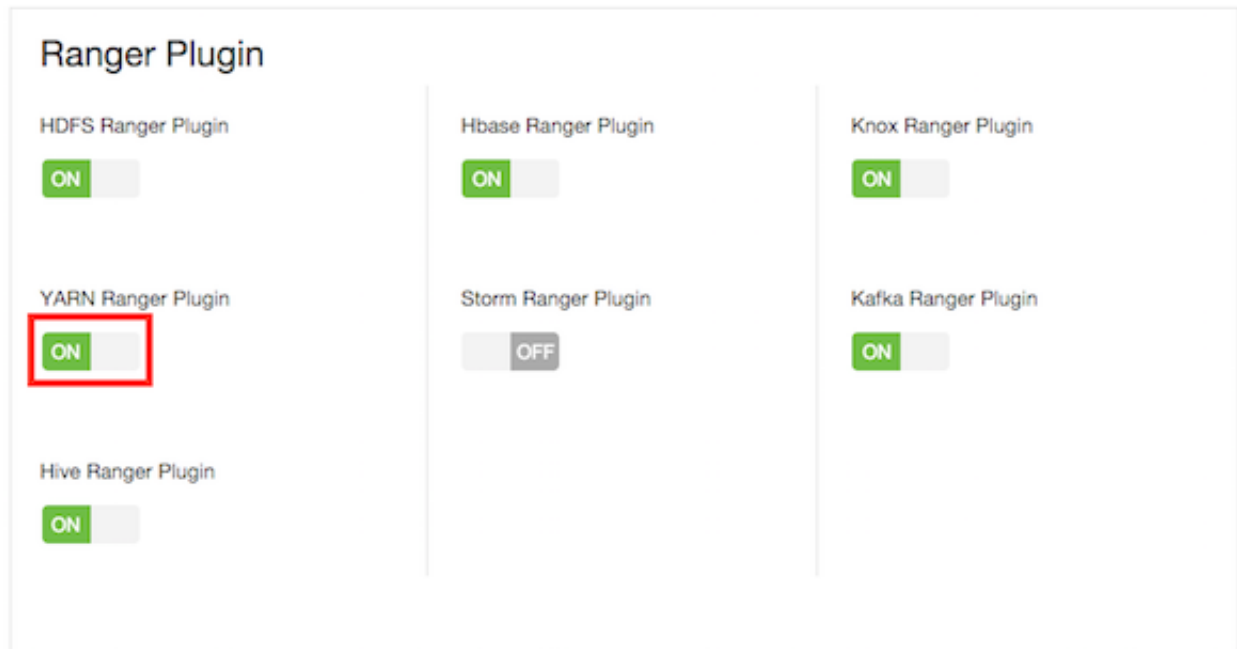 Ranger Plugin
HDFS Ranger Plugin
ON
Hbase Ranger Plugin
ON
Knox Ranger Plugin
ON
YARN Ranger Plugin
ON
Storm Ranger Plugin
OFF
Kafka Ranger Plugin
ON
Hive Ranger Plugin
ON